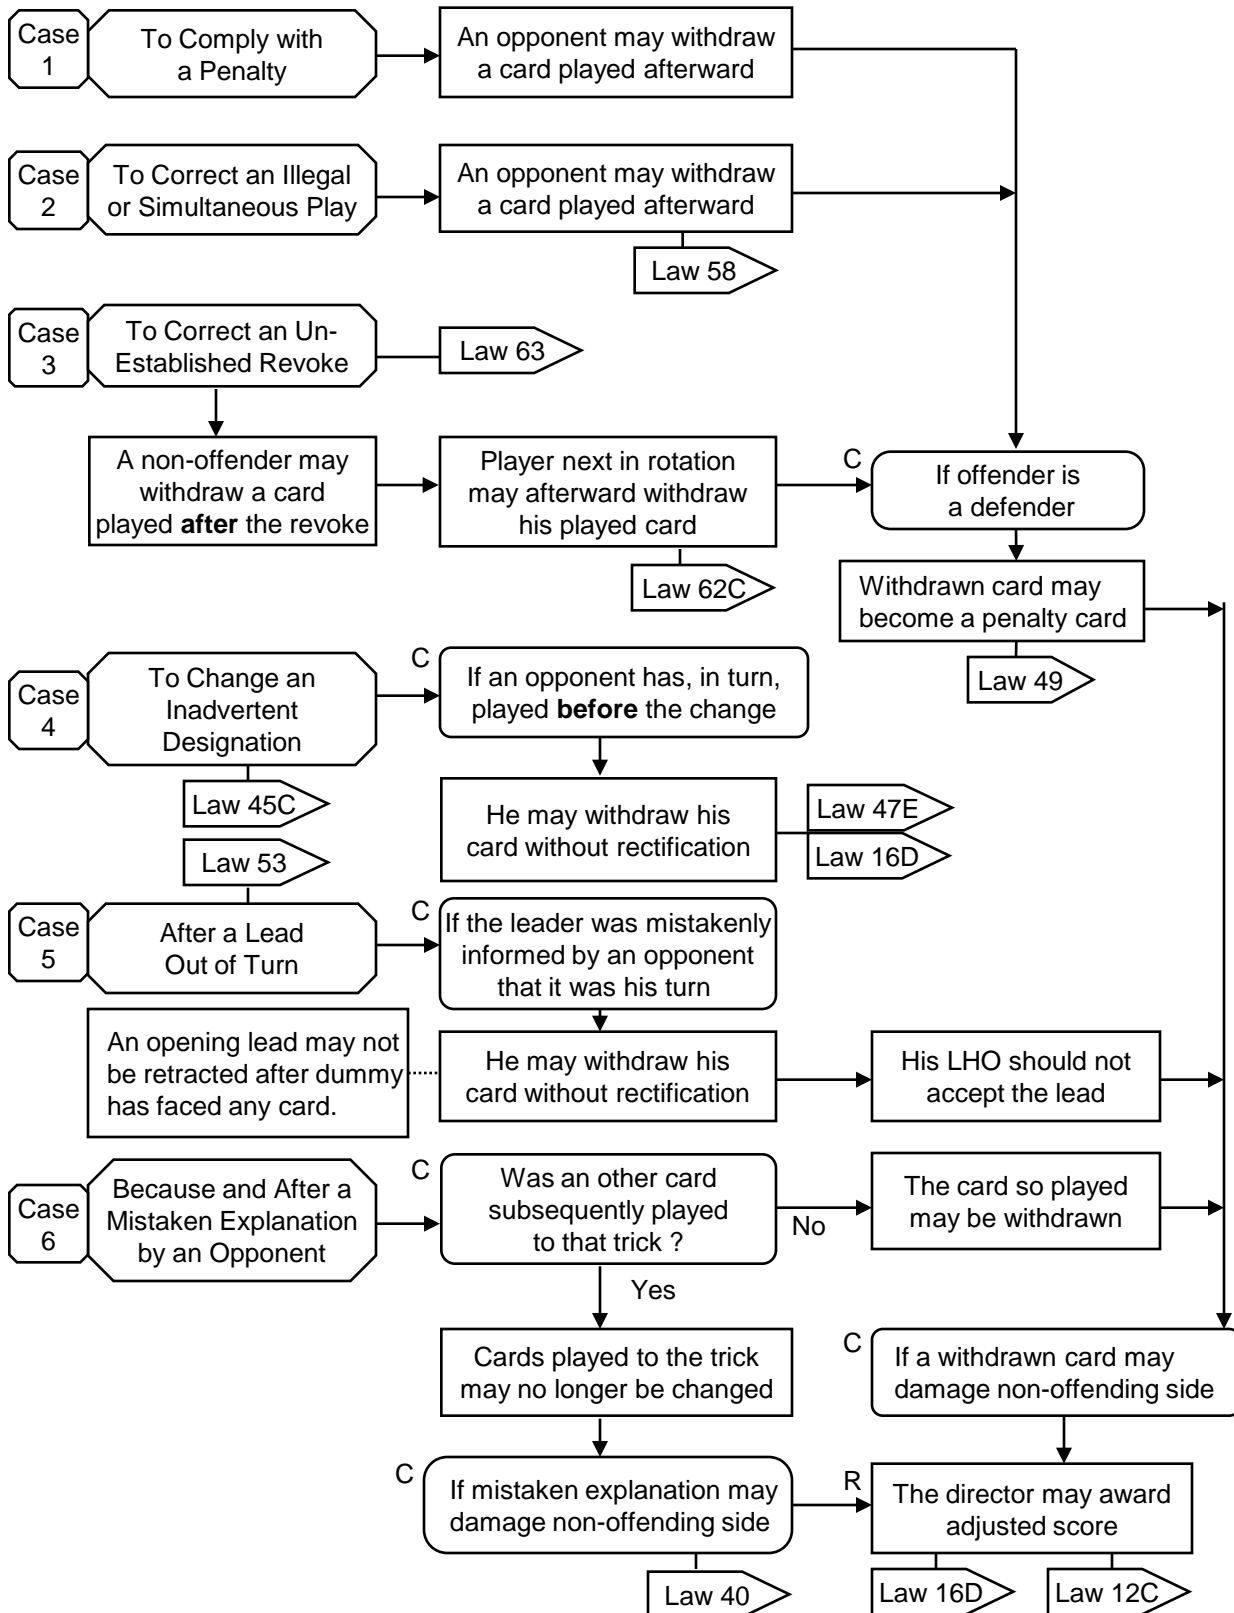 Case
1
To Comply with
a Penalty
An opponent may withdraw
a card played afterward
Case
2
To Correct an Illegal
or Simultaneous Play
An opponent may withdraw
a card played afterward
Law 58
Case
3
To Correct an Un-
Established Revoke
Law 63
A non-offender may
withdraw a card
played after the revoke
Player next in rotation
may afterward withdraw
his played card
Law 62C
C
If offender is
a defender
Withdrawn card may
become a penalty card
Law 49
Case
4
To Change an
Inadvertent
Designation
Law 45C
C
If an opponent has, in turn,
played before the change
He may withdraw his
card without rectification
Law 47E
Law 16D
Law 53
Case
5
After a Lead
Out of Turn
C
If the leader was mistakenly
informed by an opponent
that it was his turn
An opening lead may not
be retracted after dummy
has faced any card.
He may withdraw his
card without rectification
His LHO should not
accept the lead
Case
6
Because and After a
Mistaken Explanation
by an Opponent
C
Was an other card
subsequently played
to that trick ?
No
The card so played
may be withdrawn
Yes
Cards played to the trick
may no longer be changed
C
If a withdrawn card may
damage non-offending side
C
If mistaken explanation may
damage non-offending side
Law 40
R
The director may award
adjusted score
Law 16D
Law 12C